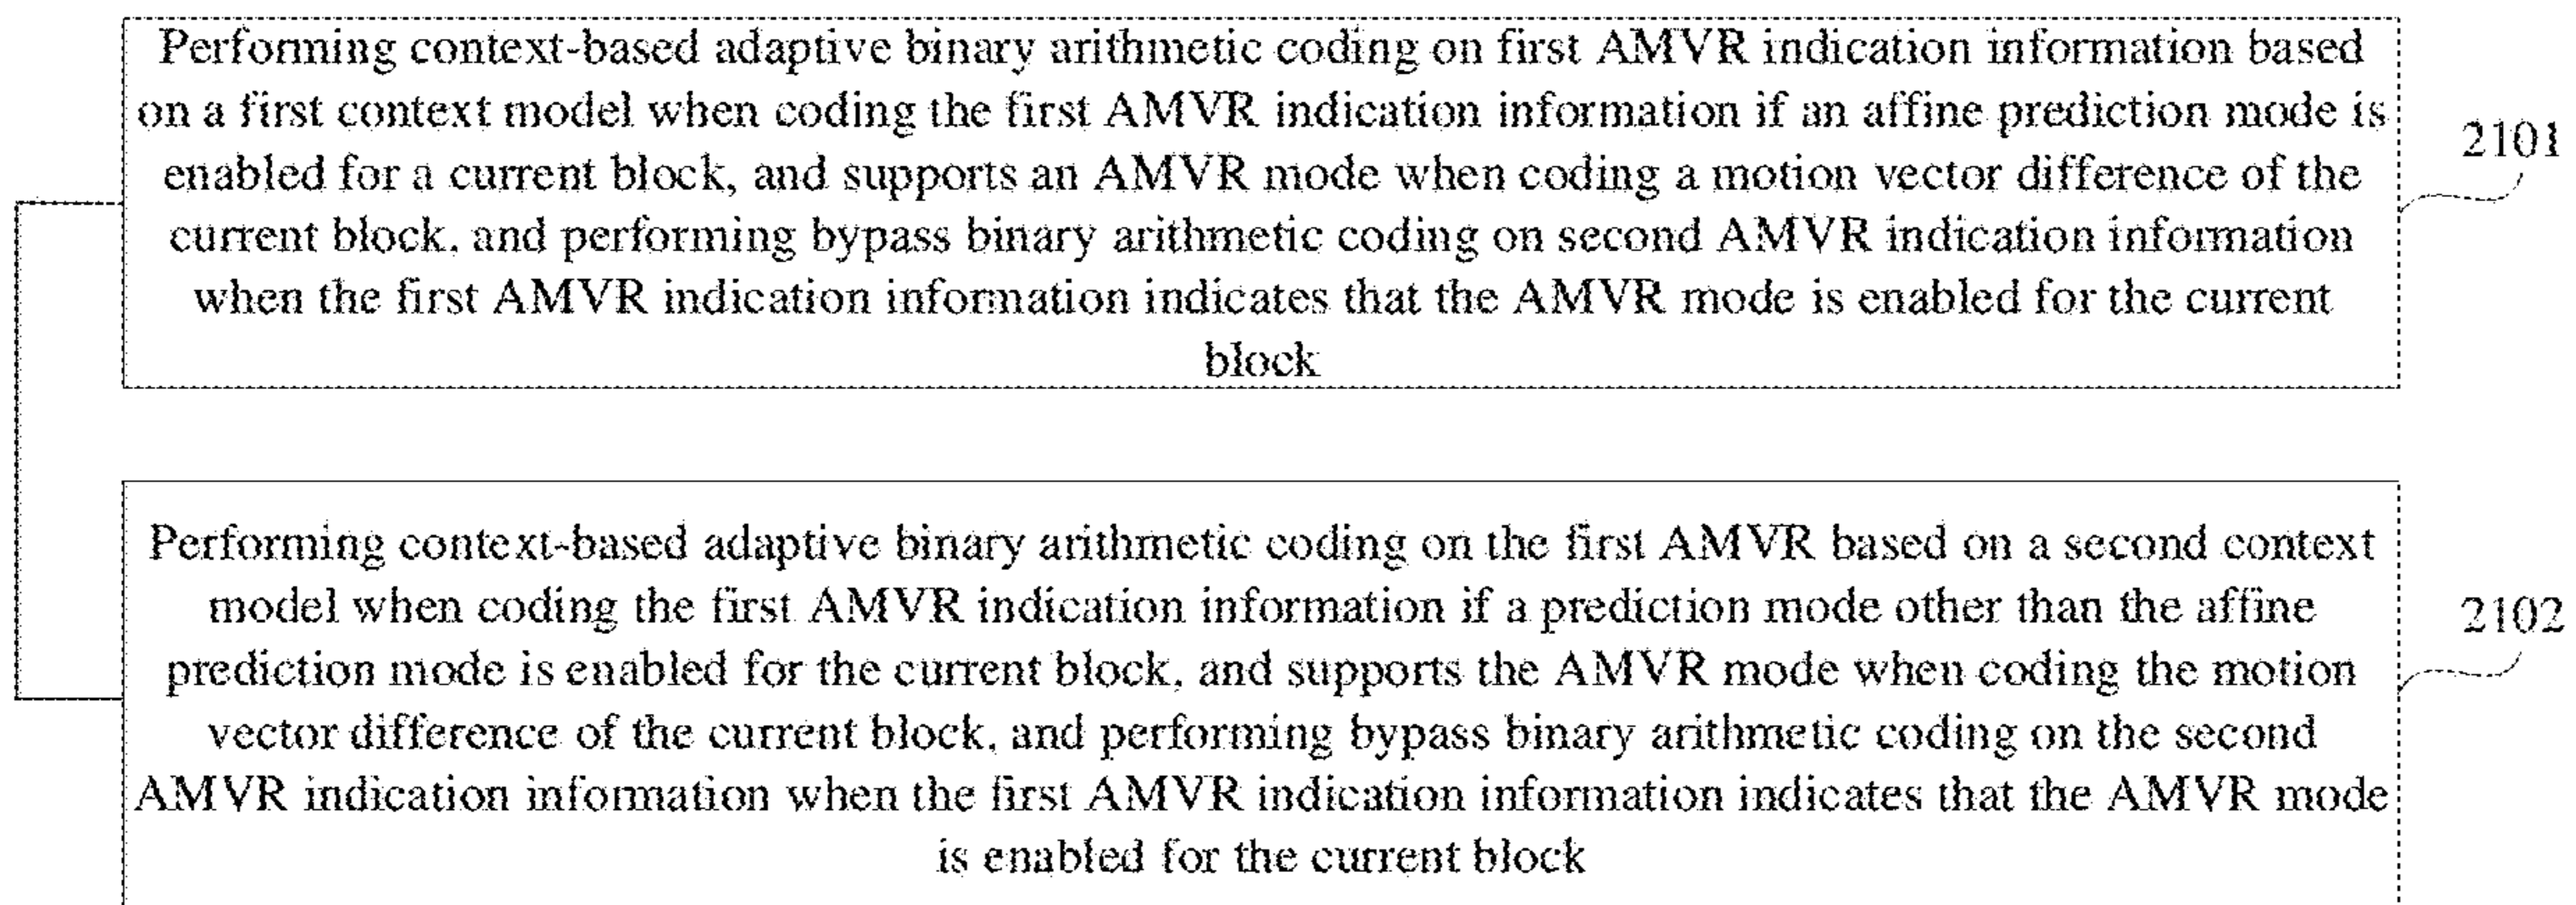 Performing context-based adaptive binary arithmetic coding on first AMVR indication information based
on a first context model when coding the first AMVR indication information if an affine prediction mode is
enabled for a current block, and supports an AMVR mode when coding a motion vector difference of the
current block, and performing bypass binary arithmetic coding on second AMVR indication information
when the first AMVR indication information indicates that the AMVR mode is enabled for the current
block
2101
Performing context-based adaptive binary arithmetic coding on the first AMVR based on a second context
model when coding the first AMVR indication information if a prediction mode other than the affine
prediction mode is enabled for the current block, and supports the AMVR mode when coding the motion
vector difference of the current block, and performing bypass binary arithmetic coding on the second
AMVR indication information when the first AMVR indication information indicates that the AMVR mode
is enabled for the current block
2102